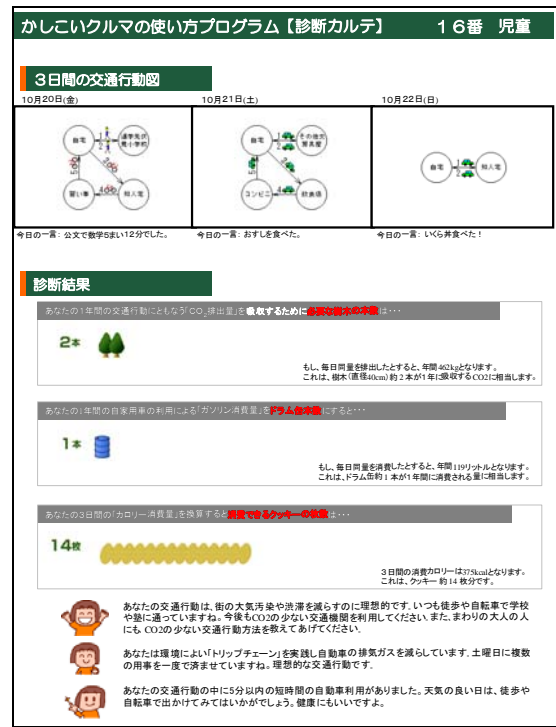 かしこいクルマの使い方プログラム【診断カルテ】　１６番　児童
３日間の交通行動図
10月20日(金)
10月21日(土)
10月22日(日)
自宅
習い事
知人宅
自宅
コンビニ
飲食店
自宅
知人宅
今日の一言: 公文で数学5まい12分でした。
今日の一言: おすしを食べた。
今日の一言: いくら丼食べた！
診断結果
あなたの1年間の交通行動にともなう「CO2排出量」を吸収するために必要な樹木の本数は・・・
2本
もし、毎日同量を排出したとすると、年間462kgとなります。
これは、樹木（直径40cm）約２本が1年に吸収するCO2に相当します。
あなたの1年間の自家用車の利用による「ガソリン消費量」をドラム缶本数にすると・・・
1本
もし、毎日同量を消費したとすると、年間119リットルとなります。
これは、ドラム缶約１本が１年間に消費される量に相当します。
あなたの3日間の「カロリー消費量」を換算すると消費できるクッキーの枚数は・・・
14枚
３日間の消費カロリーは375kcalとなります。
これは、クッキー 約14 枚分です。
あなたの交通行動は、街の大気汚染や渋滞を減らすのに理想的です．いつも徒歩や自転車で学校
や塾に通っていますね。今後もCO2の少ない交通機関を利用してください．また、まわりの大人の人
にも CO2の少ない交通行動方法を教えてあげてください．
あなたは環境によい「トリップチェーン」を実践し自動車の排気ガスを減らしています．土曜日に複数
の用事を一度で済ませていますね。理想的な交通行動です．
あなたの交通行動の中に5分以内の短時間の自動車利用がありました。天気の良い日は、徒歩や
自転車で出かけてみてはいかがでしょう。健康にもいいですよ。